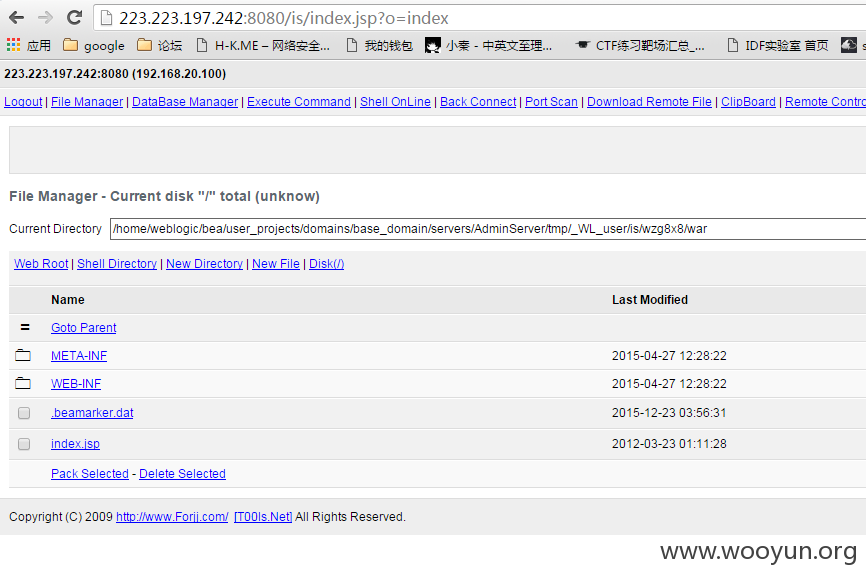 223.223.197.242:8080/is/index.jsp?o=index
应用 google 论坛 H-K.ME – 网络安全... 我的钱包 小秦 - 中英文至理... CTF练习靶场汇总_... IDF实验室 首页
223.223.197.242:8080 (192.168.20.100)
Logout | File Manager | DataBase Manager | Execute Command | Shell OnLine | Back Connect | Port Scan | Download Remote File | ClipBoard | Remote Contro
File Manager - Current disk "/" total (unknow)
Current Directory /home/weblogic/bea/user_projects/domains/base_domain/servers/AdminServer/tmp/_WL_user/is/wzg8x8/war
Web Root | Shell Directory | New Directory | New File | Disk(/)
Name Last Modified
= Goto Parent
META-INF 2015-04-27 12:28:22
WEB-INF 2015-04-27 12:28:22
.beamarker.dat 2015-12-23 03:56:31
index.jsp 2012-03-23 01:11:28
Pack Selected - Delete Selected
Copyright (C) 2009 http://www.Forjj.com/ [T00ls.Net] All Rights Reserved.
www.wooyun.org